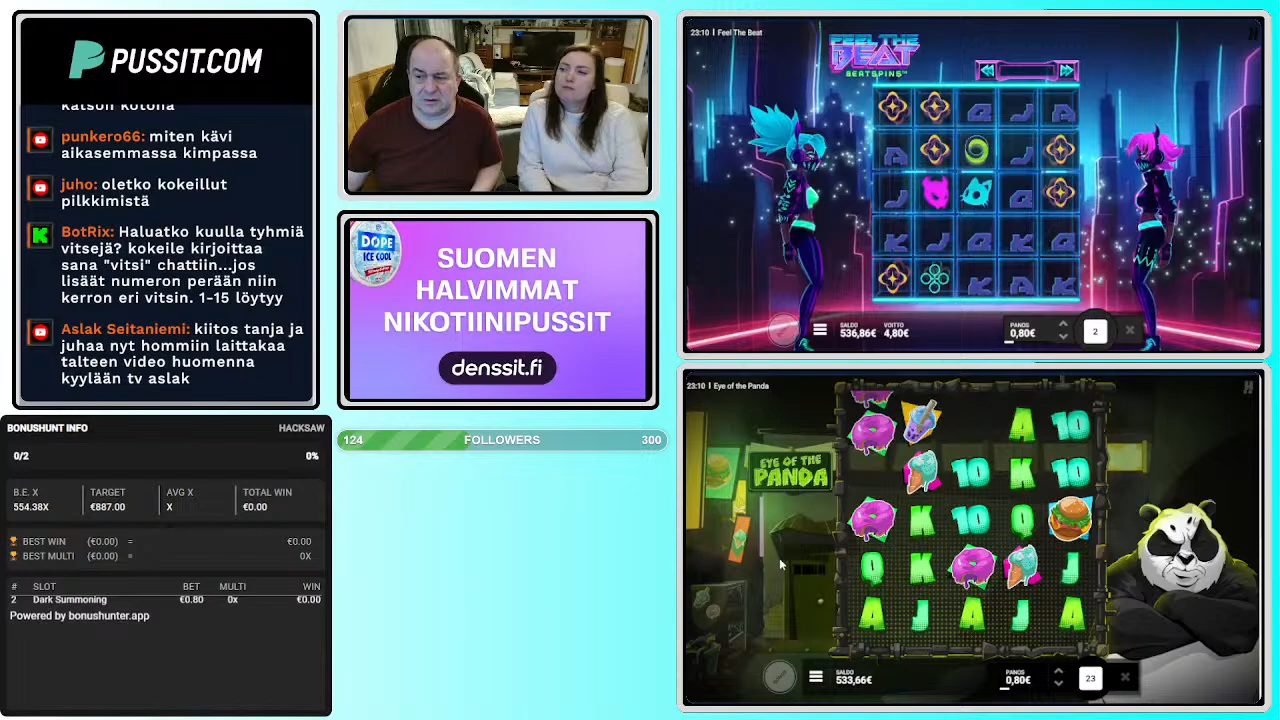 PUSSIT.COM
katson kotona
punkero66: miten kävi
aikasemmassa kimpassa
juho: oletko kokeillut
pilkkimistä
BotRix: Haluatko kuulla tyhmiä
vitsejä? kokeile kirjoittaa
sana "vitsi" chattiin...jos
lisäät numeron perään niin
kerron eri vitsin. 1-15 löytyy
Aslak Seitaniemi: kiitos tanja ja
juhaa nyt hommiin laittakaa
talteen video huomenna
kyylään tv aslak
DOPE
ICE COOL
SUOMEN
HALVIMMAT
NIKOTIINIPUSSIT
denssit.fi
124 FOLLOWERS 300
BONUSHUNT INFO HACKSAW
0/2 0%
B.E. X TARGET AVG X TOTAL WIN
554.38X €887.00 X €0.00
BEST WIN (€0.00) = €0.00
BEST MULTI (€0.00) = 0X
# SLOT BET MULTI WIN
2 Dark Summoning €0.80 0x €0.00
Powered by bonushunter.app
23:10 | Feel The Beat
FEEL THE
BEAT
BEATSPINS™
Q J A
A J
J Q
K J Q K Q
K A K
SALDO
536,86€
VOITTO
4,80€
PANOS
0,80€
2
23:10 | Eye of the Panda
EYE OF THE
PANDA
A 10
10 K 10
K 10 Q
Q K J
A J A J A
SALDO
533,66€
PANOS
0,80€
23